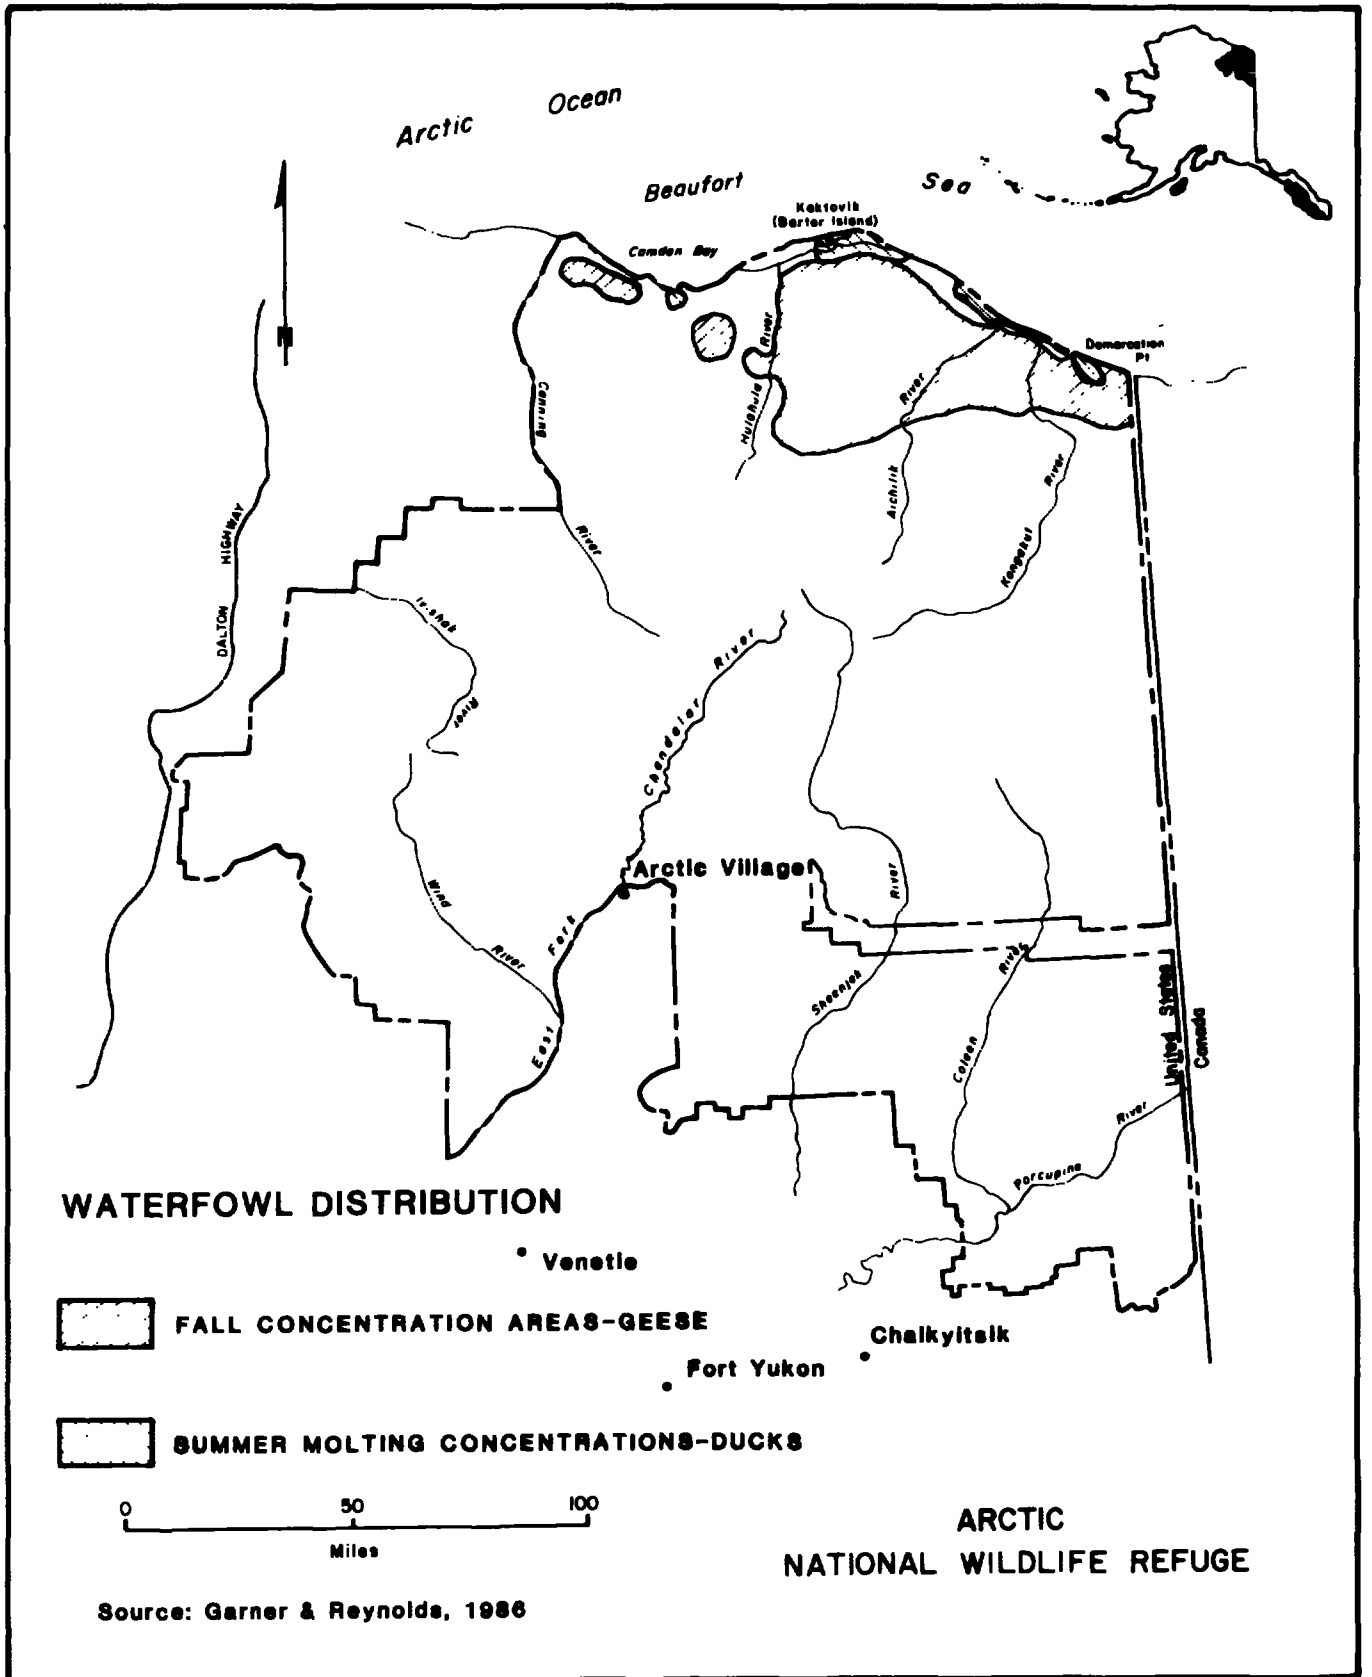 Arctic Ocean
Beaufort Sea
Kaktovik
(Barter Island)
Camden Bay
Demarcation
Pt
N
Canning
River
Hulahula
River
Aichilik
River
Kongakut
River
DALTON HIGHWAY
Iv.shak
River
Chandalar River
Arctic Village
Wind
River
East Fork
Sheenjek
River
Coleen
River
United States
Canada
Porcupine
River
WATERFOWL DISTRIBUTION
Venetie
FALL CONCENTRATION AREAS-GEESE
Chalkyitsik
Fort Yukon
SUMMER MOLTING CONCENTRATIONS-DUCKS
0 50 100
Miles
ARCTIC
NATIONAL WILDLIFE REFUGE
Source: Garner & Reynolds, 1986